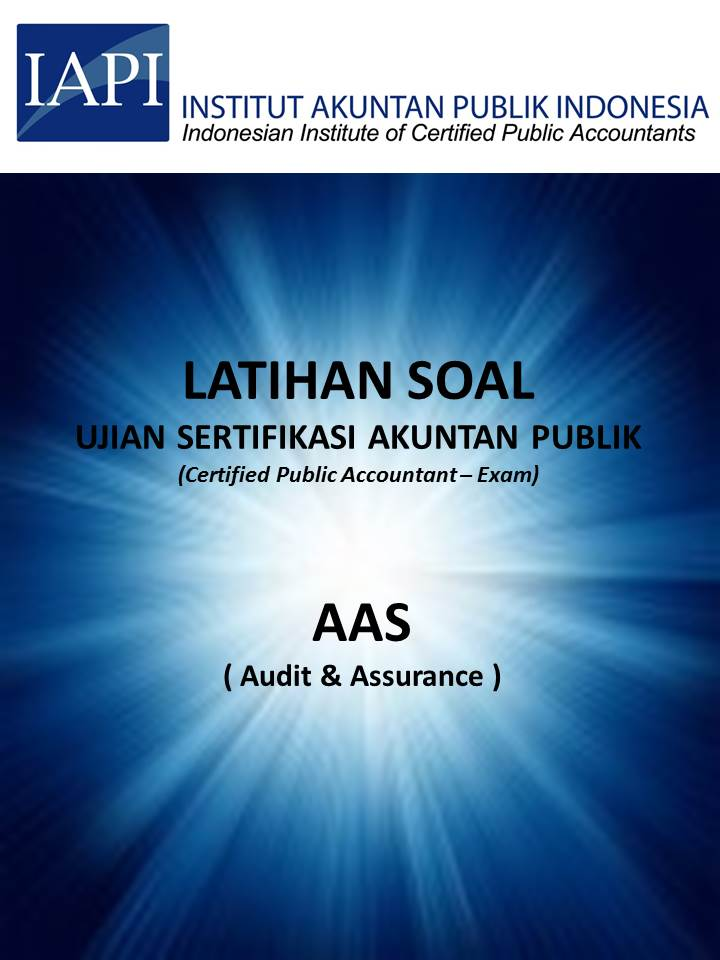 IAPI
INSTITUT AKUNTAN PUBLIK INDONESIA
Indonesian Institute of Certified Public Accountants
LATIHAN SOAL
UJIAN SERTIFIKASI AKUNTAN PUBLIK
(Certified Public Accountant – Exam)
AAS
( Audit & Assurance )